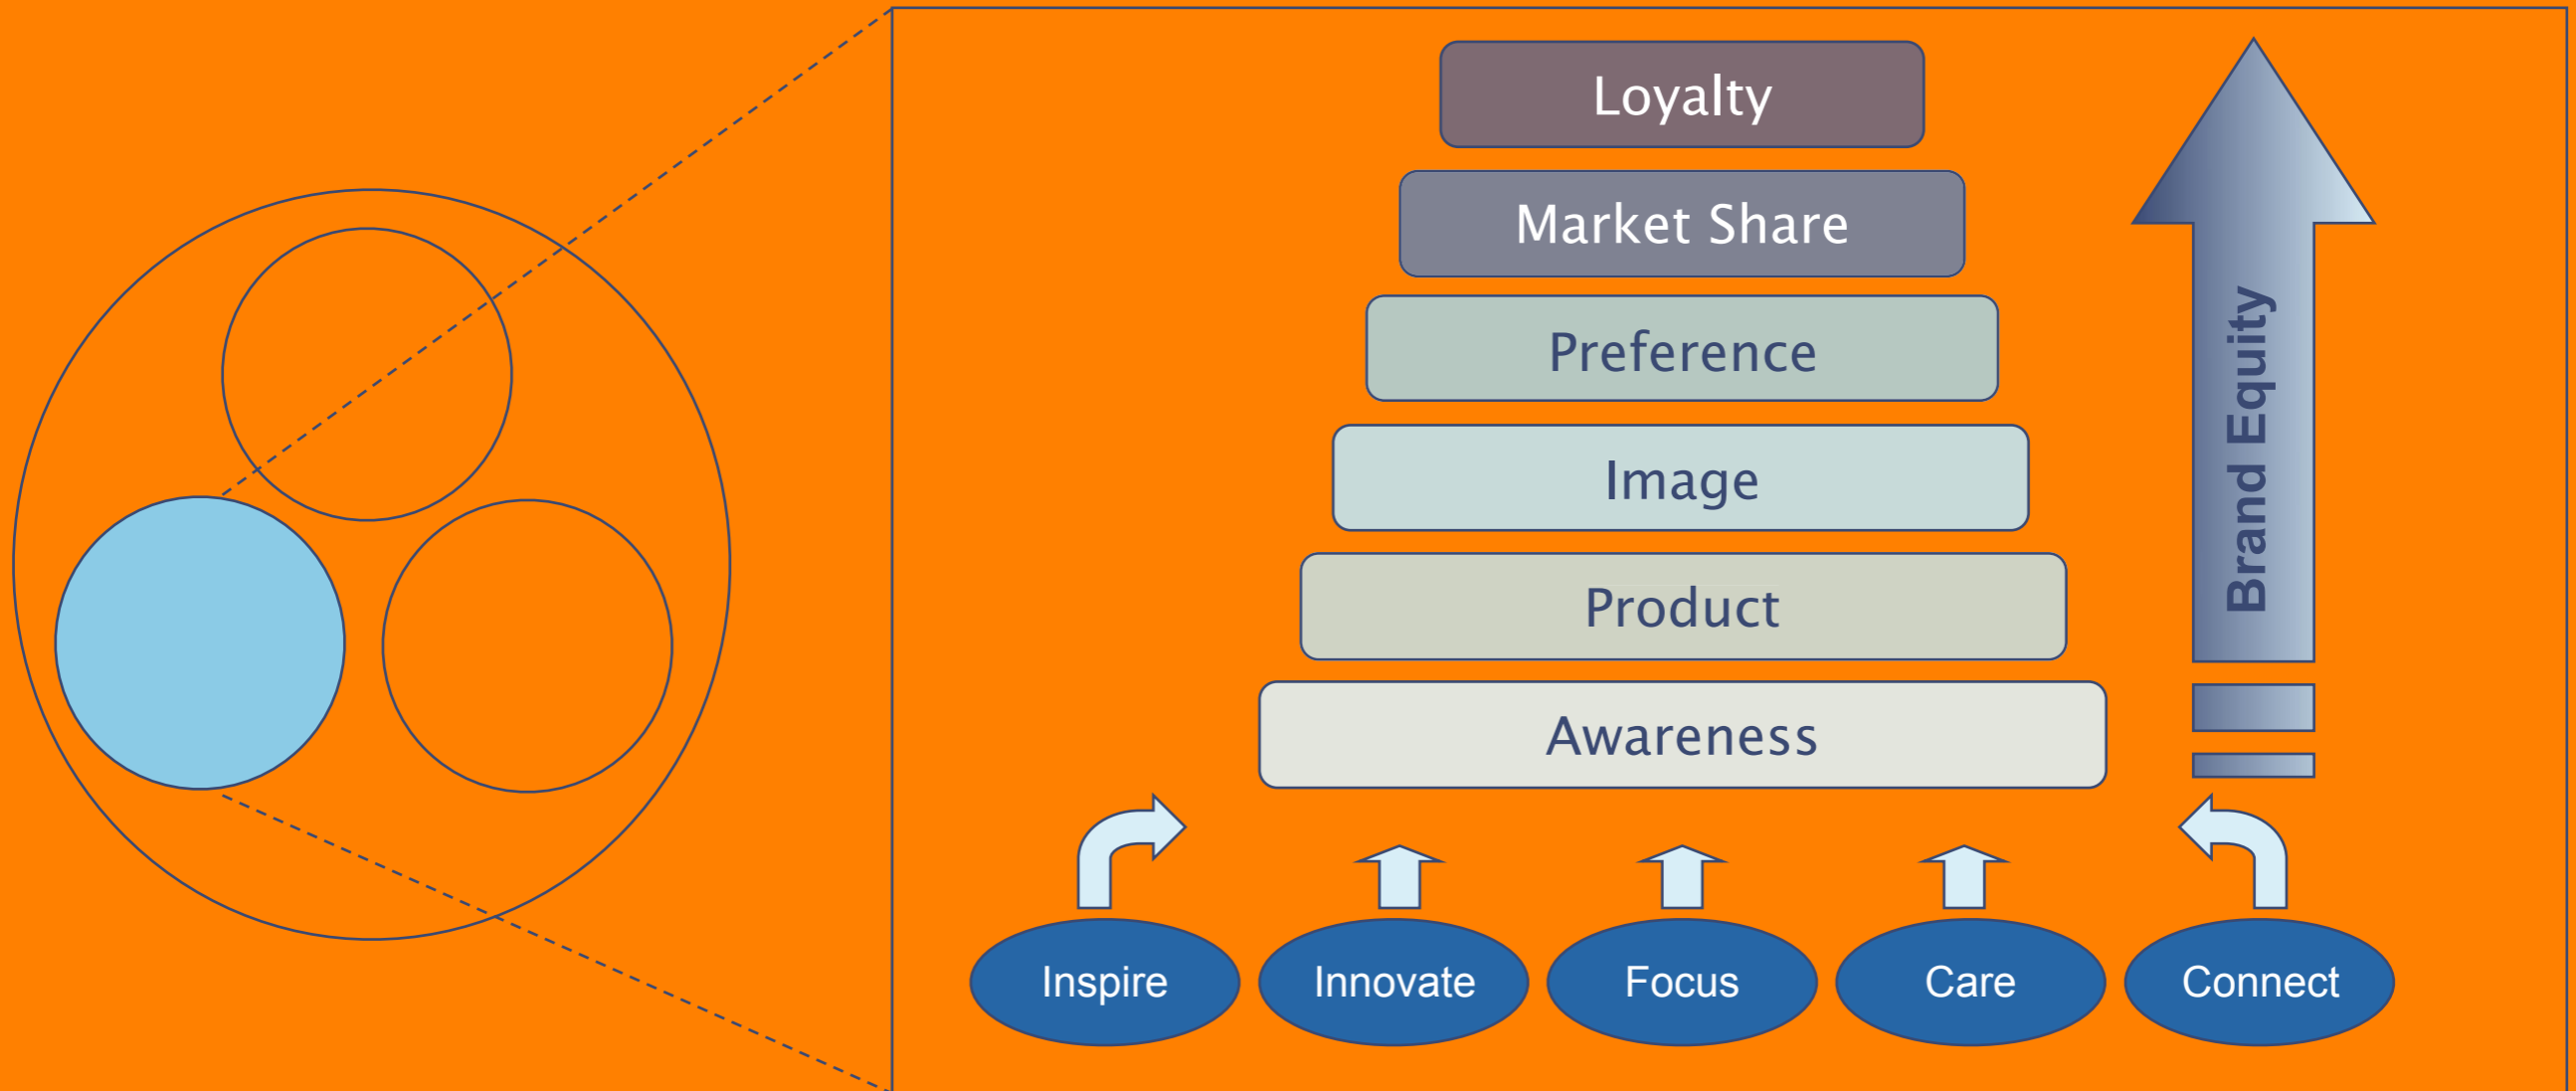 Loyalty
Market Share
Preference
Image
Product
Awareness
Brand Equity
Inspire
Innovate
Focus
Care
Connect